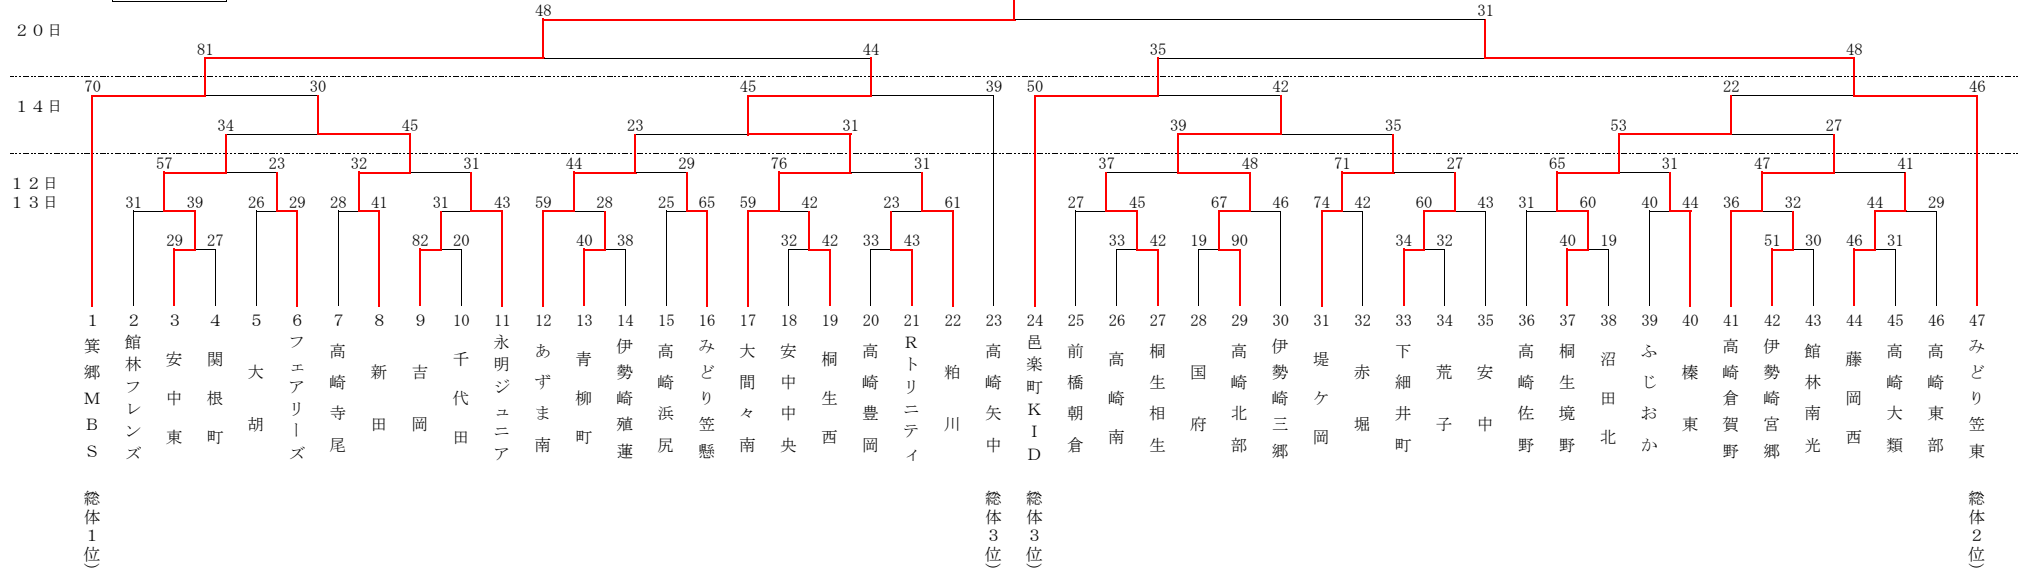 48 31
20日
81 44 35 48
70 30 45 39 50 42 22 46
14日
34 45 23 31 39 35 53 27
57 23 32 31 44 29 76 31 37 48 71 27 65 31 47 41
12日
13日
31 39 26 29 28 41 31 43 59 28 25 65 59 42 23 61 27 45 67 46 74 42 60 43 31 60 40 44 36 32 44 29
29 27 82 20 40 38 32 42 33 43 33 42 19 90 34 32 40 19 51 30 46 31
1 箕郷MBS (総体1位)
2 館林フレンズ
3 安中東
4 関根町
5 大胡
6 フェアリーズ
7 高崎寺尾
8 新田
9 吉岡
10 千代田
11 永明ジュニア
12 あずま南
13 青柳町
14 伊勢崎殖蓮
15 高崎浜尻
16 みどり笠懸
17 大間々南
18 安中中央
19 桐生西
20 高崎豊岡
21 Rトリニティ
22 粕川
23 高崎矢中 (総体3位)
24 邑楽町KID (総体3位)
25 前橋朝倉
26 高崎南
27 桐生相生
28 国府
29 高崎北部
30 伊勢崎三郷
31 堤ケ岡
32 赤堀
33 下細井町
34 荒子
35 安中
36 高崎佐野
37 桐生境野
38 沼田北
39 ふじおか
40 榛東
41 高崎倉賀野
42 伊勢崎宮郷
43 館林南光
44 藤岡西
45 高崎大類
46 高崎東部
47 みどり笠東 (総体2位)